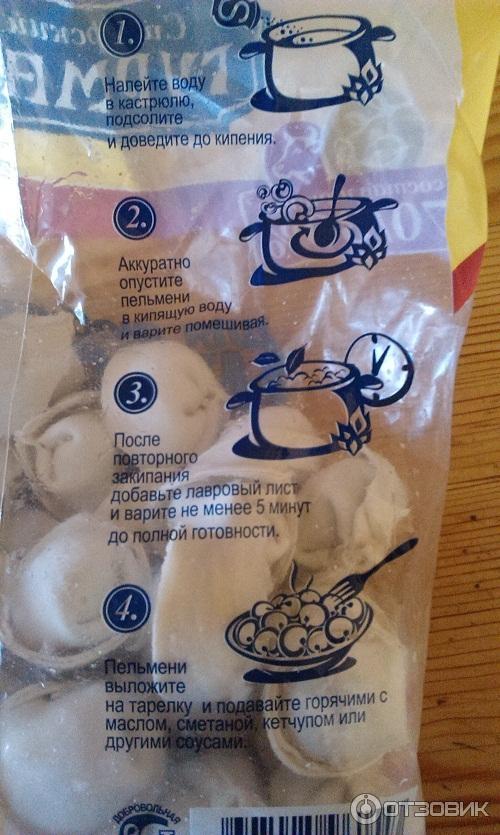 1.
Налейте воду
в кастрюлю,
подсолите
и доведите до кипения.
2.
Аккуратно
опустите
пельмени
в кипящую воду
и варите помешивая.
3.
После
повторного
закипания
добавьте лавровый лист
и варите не менее 5 минут
до полной готовности.
4.
Пельмени
выложите
на тарелку и подавайте горячими с
маслом, сметаной, кетчупом или
другими соусами.
ДОБРОВОЛЬНАЯ
ОТЗОВИК